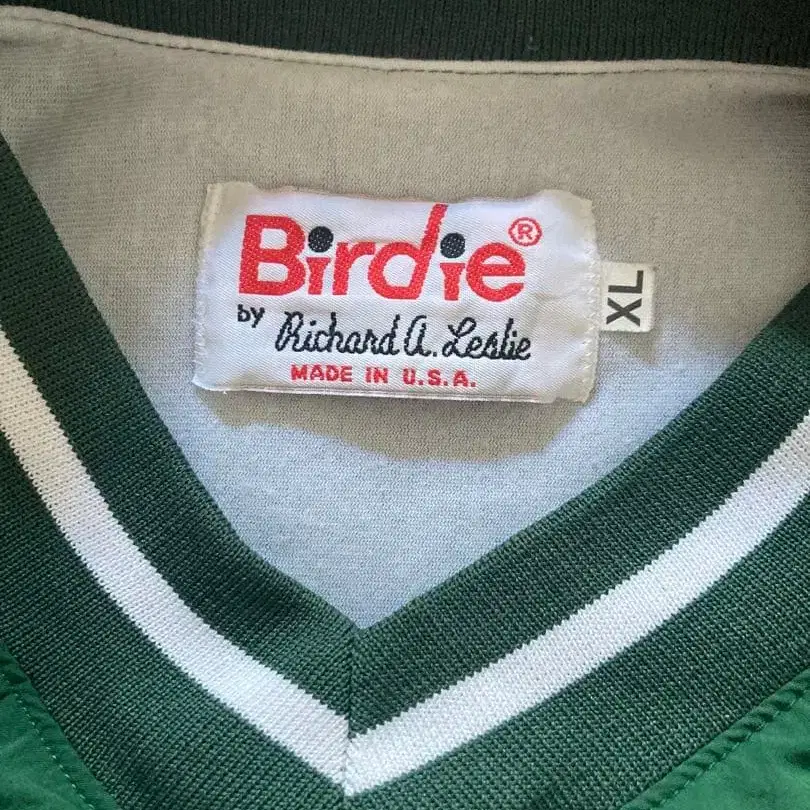 Birdie®
by Richard A. Leslie
MADE IN U.S.A.
XL